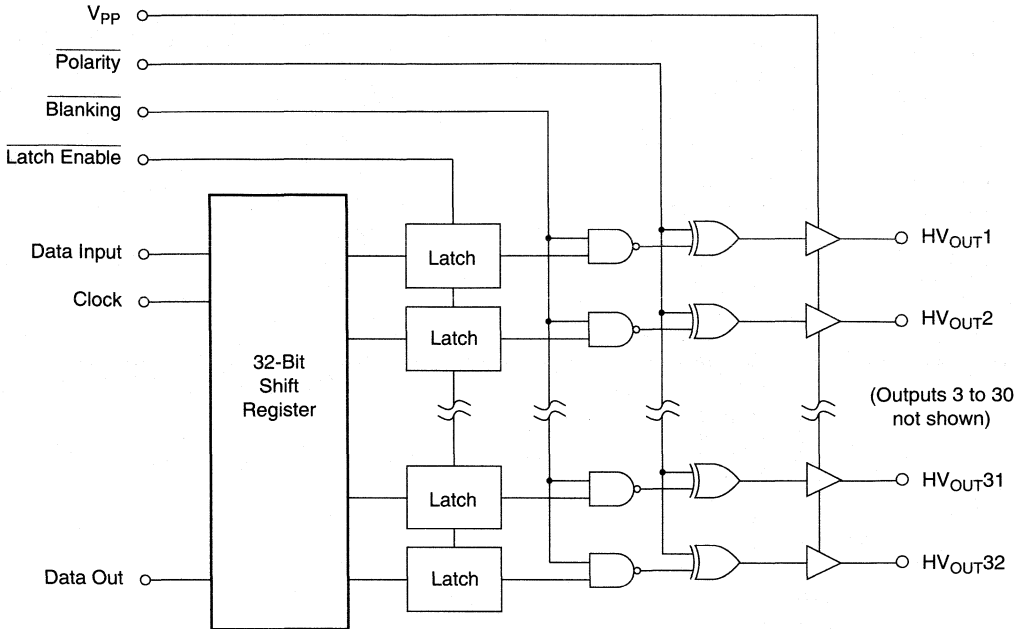 VPP
Polarity
Blanking
Latch Enable
Data Input
Clock
Data Out
32-Bit
Shift
Register
Latch
Latch
Latch
Latch
HVOUT1
HVOUT2
(Outputs 3 to 30
not shown)
HVOUT31
HVOUT32